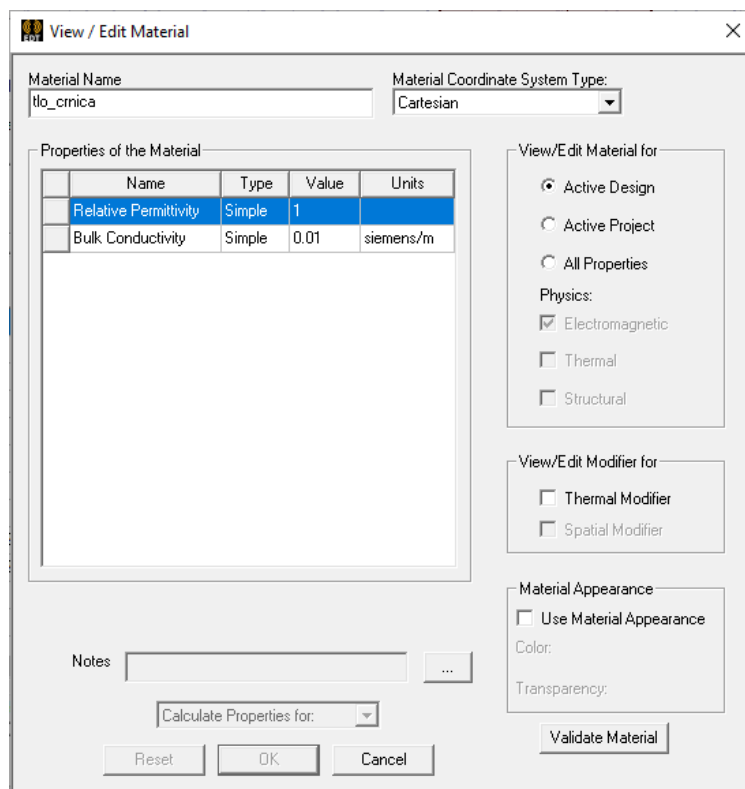 View / Edit Material
Material Name
Material Coordinate System Type:
tlo_crnica
Cartesian
Properties of the Material
Name Type Value Units
Relative Permittivity Simple 1
Bulk Conductivity Simple 0.01 siemens/m
View/Edit Material for
Active Design
Active Project
All Properties
Physics:
Electromagnetic
Thermal
Structural
View/Edit Modifier for
Thermal Modifier
Spatial Modifier
Material Appearance
Use Material Appearance
Color:
Transparency:
Notes
...
Calculate Properties for:
Validate Material
Reset
OK
Cancel